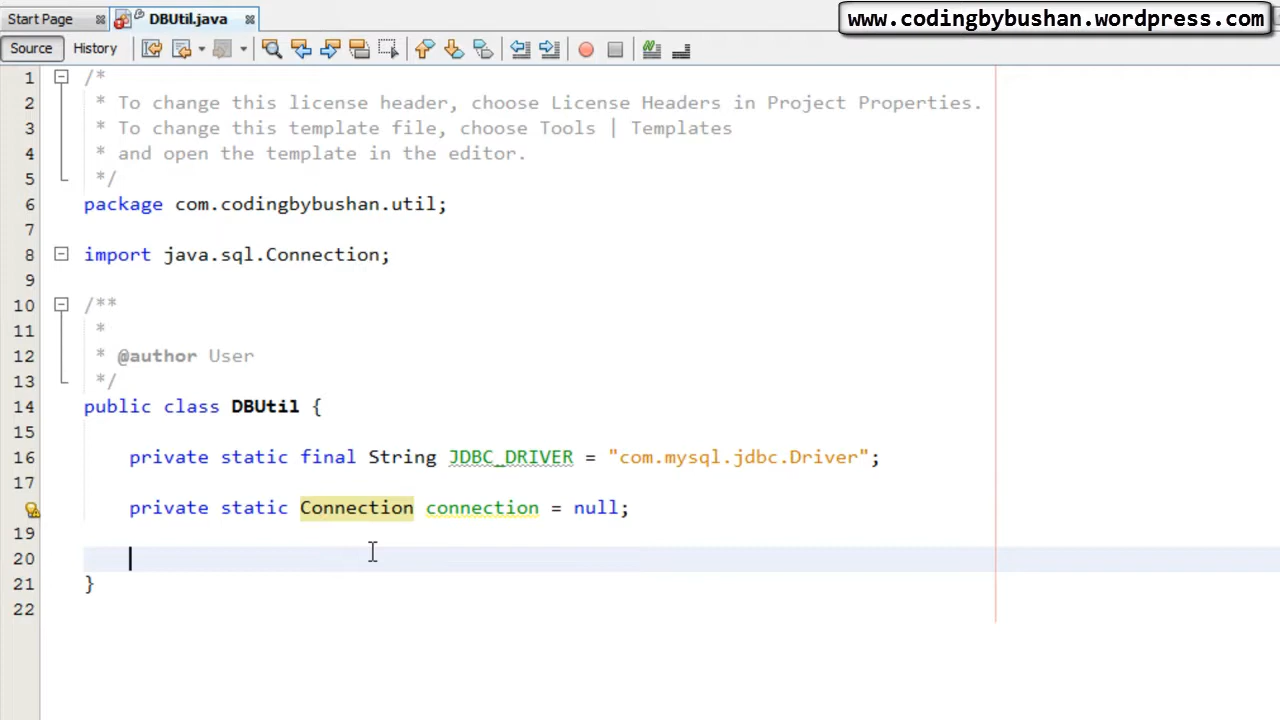 Start Page DBUtil.java www.codingbybushan.wordpress.com
Source History
1 /*
2 * To change this license header, choose License Headers in Project Properties.
3 * To change this template file, choose Tools | Templates
4 * and open the template in the editor.
5 */
6 package com.codingbybushan.util;
7
8 import java.sql.Connection;
9
10 /**
11 *
12 * @author User
13 */
14 public class DBUtil {
15
16 private static final String JDBC_DRIVER = "com.mysql.jdbc.Driver";
17
private static Connection connection = null;
19
20
21 }
22